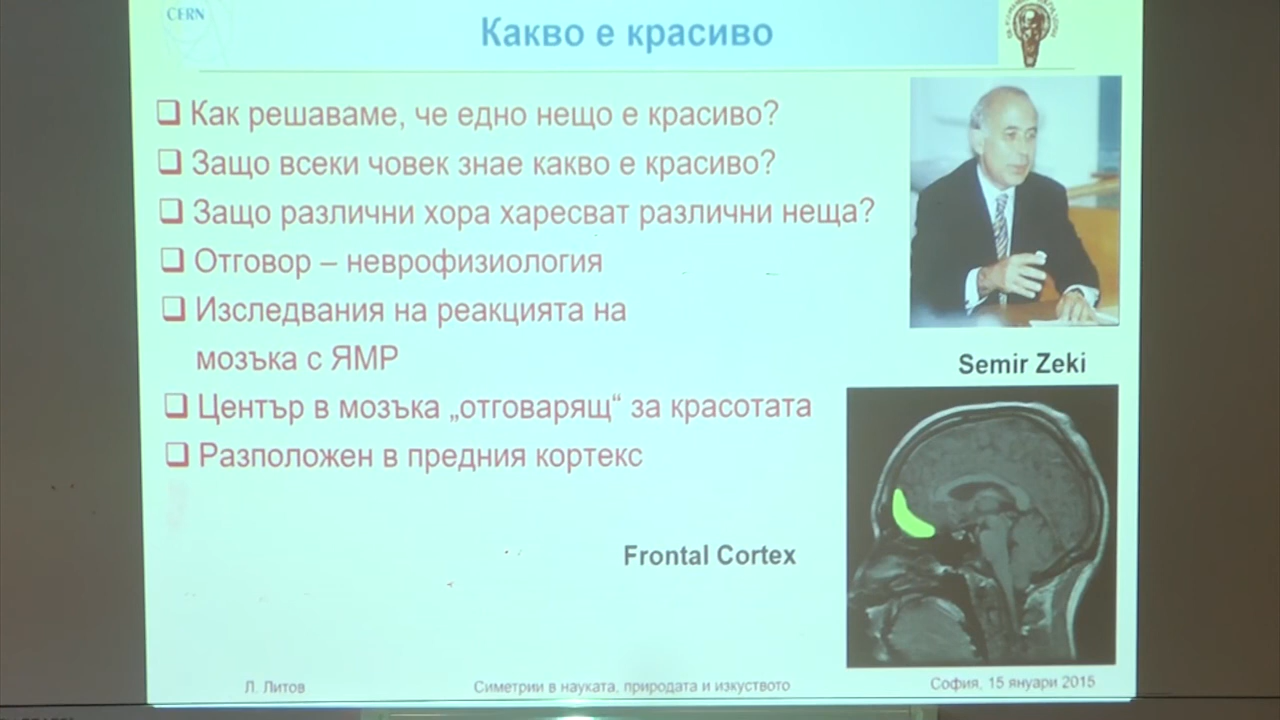 CERN
Какво е красиво
Как решаваме, че едно нещо е красиво?
Защо всеки човек знае какво е красиво?
Защо различни хора харесват различни неща?
Отговор – неврофизиология
Изследвания на реакцията на
мозъка с ЯМР
Център в мозъка „отговарящ“ за красотата
Разположен в предния кортекс
Semir Zeki
Frontal Cortex
Л. Литов
Симетрии в науката, природата и изкуството
София, 15 януари 2015